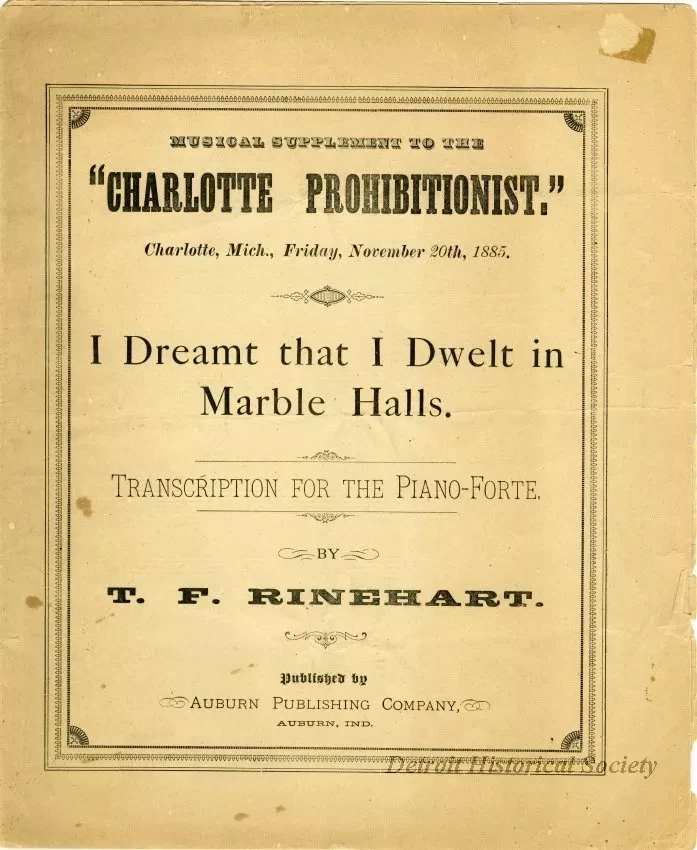 MUSICAL SUPPLEMENT TO THE
"CHARLOTTE PROHIBITIONIST."
Charlotte, Mich., Friday, November 20th, 1885.
I Dreamt that I Dwelt in
Marble Halls.
TRANSCRIPTION FOR THE PIANO-FORTE.
BY
T. F. RINEHART.
Published by
AUBURN PUBLISHING COMPANY,
AUBURN, IND.
Detroit Historical Society